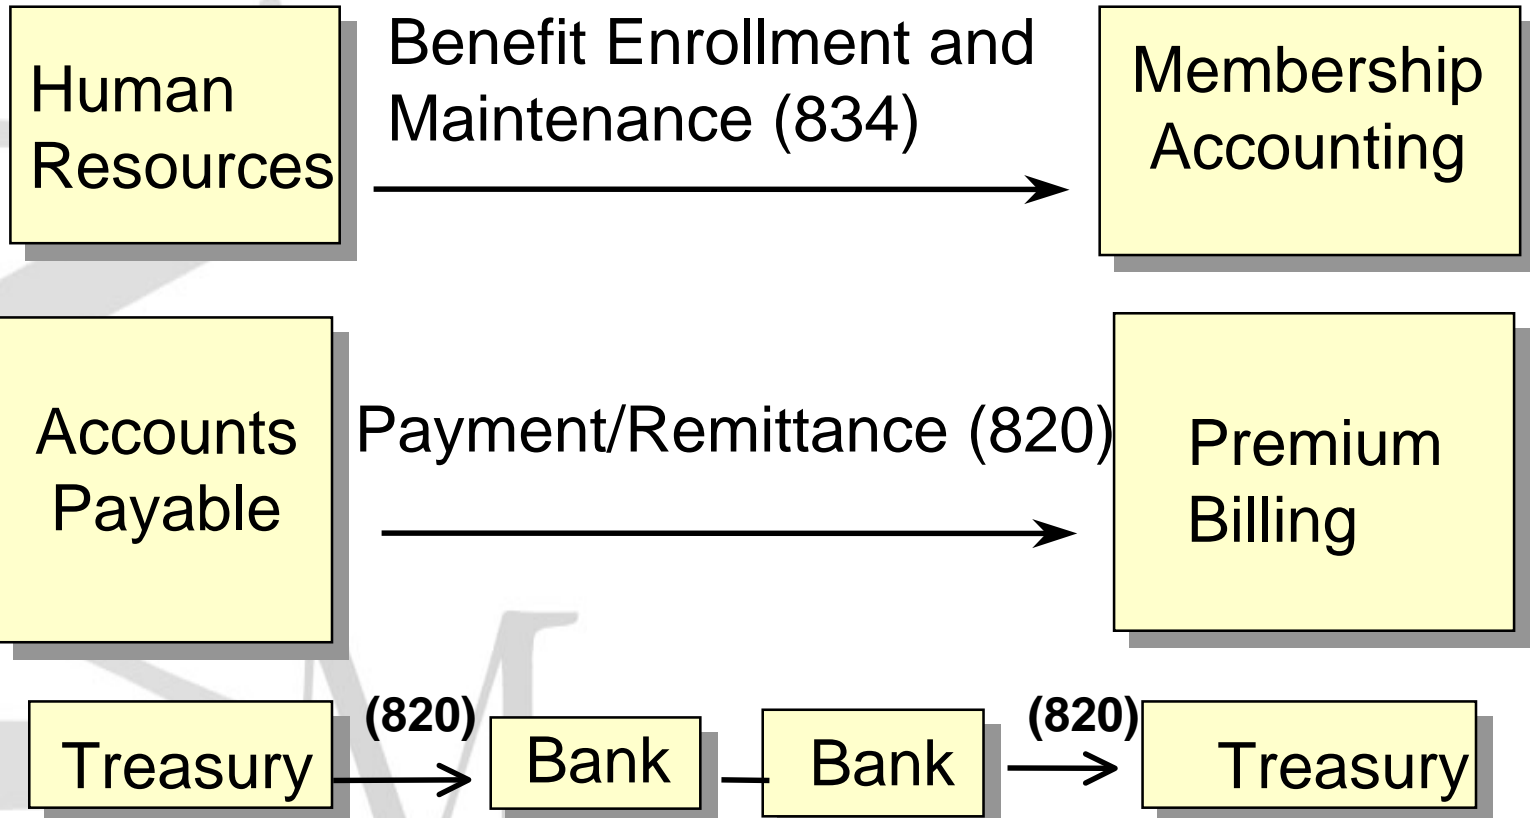 Human
Resources
Benefit Enrollment and
Maintenance (834)
Membership
Accounting
Accounts
Payable
Payment/Remittance (820)
Premium
Billing
Treasury
(820)
Bank
Bank
(820)
Treasury